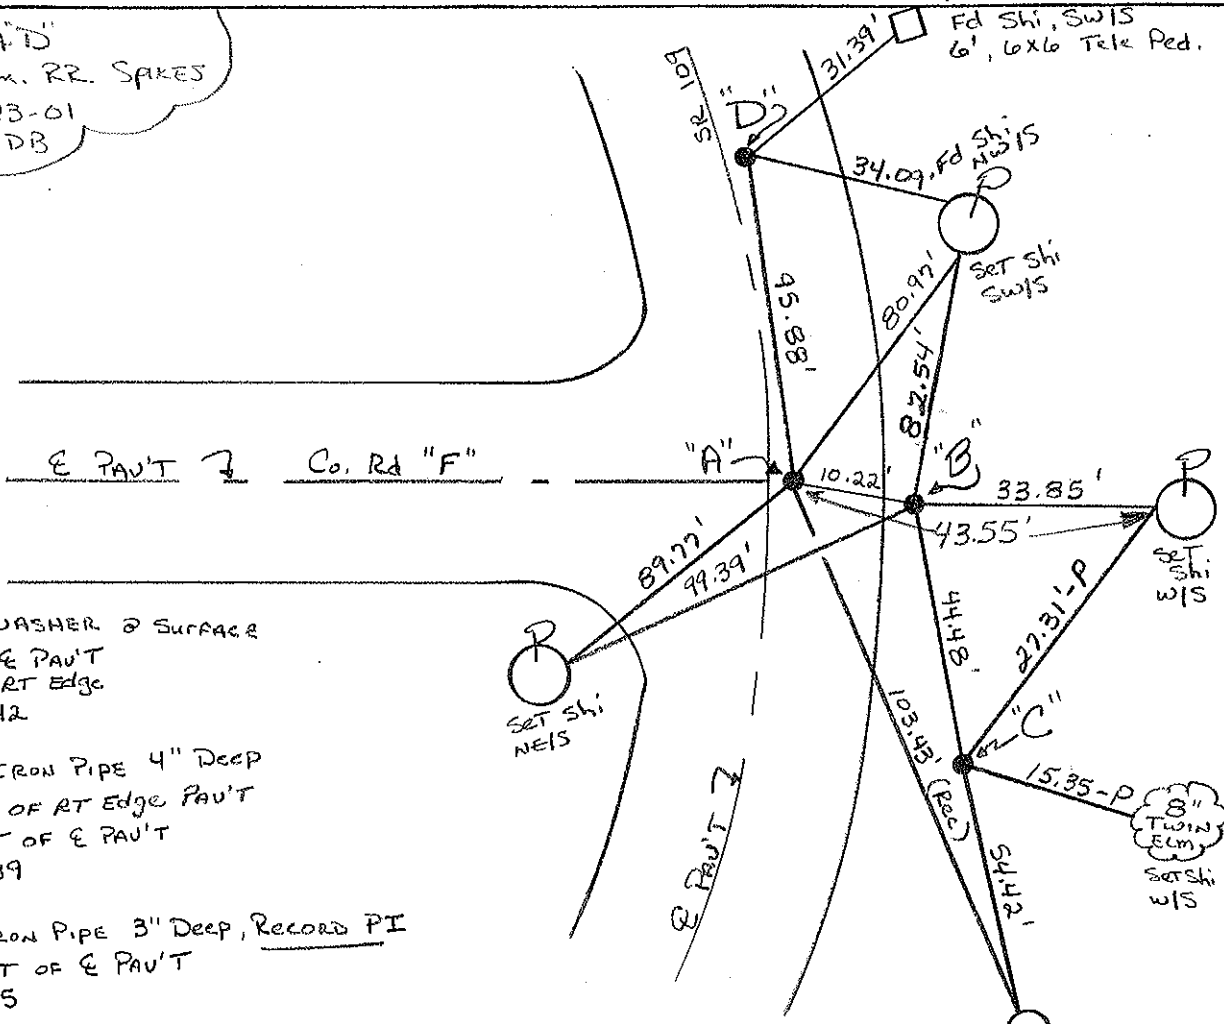 "D"
RR. SPIKES
3-01
DB
SR 109
"D"
31.39'
Fd Shi, SW/S
6', 6x6 Tele Ped.
34.09, Fd Shi
NW/S
P
Set Shi
SW/S
95.88'
80.97'
82.54'
℄ PAV'T
Co. Rd "F"
"A"
10.22'
"B"
33.85'
43.55'
P
Set
Shi
W/S
89.77'
99.39'
P
Set Shi
NE/S
44.48'
27.31'-P
"C"
15.35-P
8"
TWIN
ELM
Set Shi
W/S
103.43' (Rec)
54.42'
℄ PAV'T
WASHER @ SURFACE
℄ PAV'T
RT Edge
12
IRON PIPE 4" Deep
OF RT Edge PAV'T
OF ℄ PAV'T
39
IRON PIPE 3" Deep, RECORD PI
T OF ℄ PAV'T
5